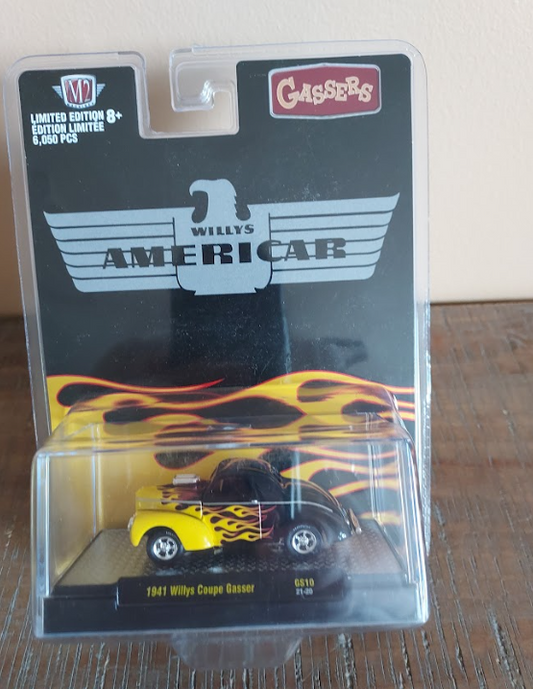 M2
LIMITED EDITION 8+
ÉDITION LIMITÉE
6,050 PCS
GASSERS
WILLYS
AMERICAR
1941 Willys Coupe Gasser
GS10
21-20